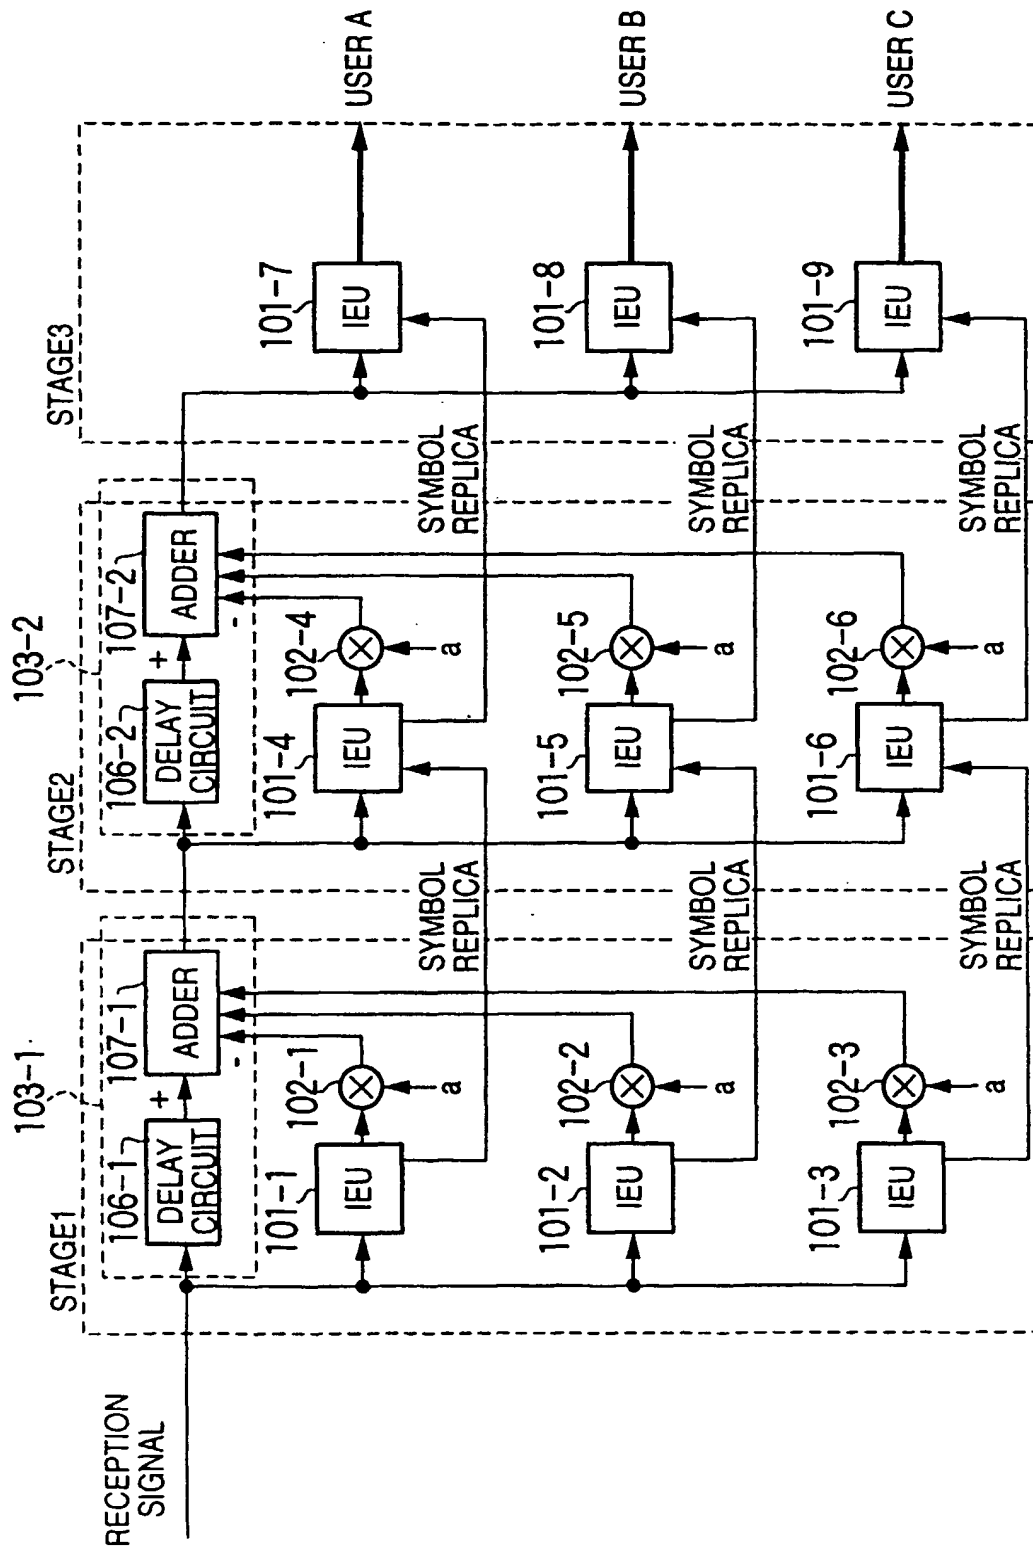 RECEPTION
SIGNAL
STAGE1
103-1
106-1
DELAY
CIRCUIT
+
107-1
ADDER
-
101-1
IEU
102-1
a
101-2
IEU
102-2
a
101-3
IEU
102-3
a
SYMBOL
REPLICA
SYMBOL
REPLICA
SYMBOL
REPLICA
STAGE2
103-2
106-2
DELAY
CIRCUIT
+
107-2
ADDER
-
101-4
IEU
102-4
a
101-5
IEU
102-5
a
101-6
IEU
102-6
a
SYMBOL
REPLICA
SYMBOL
REPLICA
SYMBOL
REPLICA
STAGE3
101-7
IEU
USER A
101-8
IEU
USER B
101-9
IEU
USER C